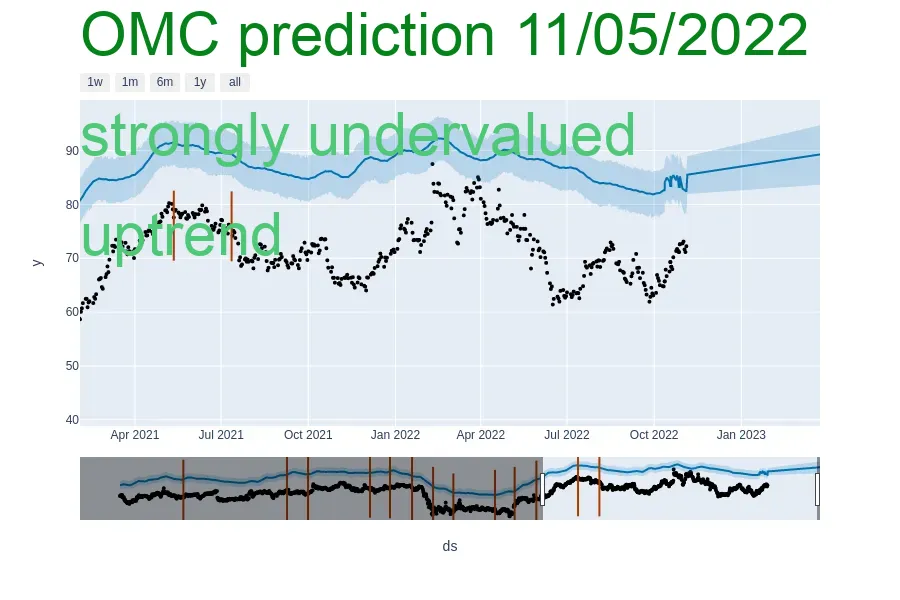 OMC prediction 11/05/2022
1w 1m 6m 1y all
strongly undervalued
uptrend
90
80
70
60
50
40
y
Apr 2021 Jul 2021 Oct 2021 Jan 2022 Apr 2022 Jul 2022 Oct 2022 Jan 2023
ds